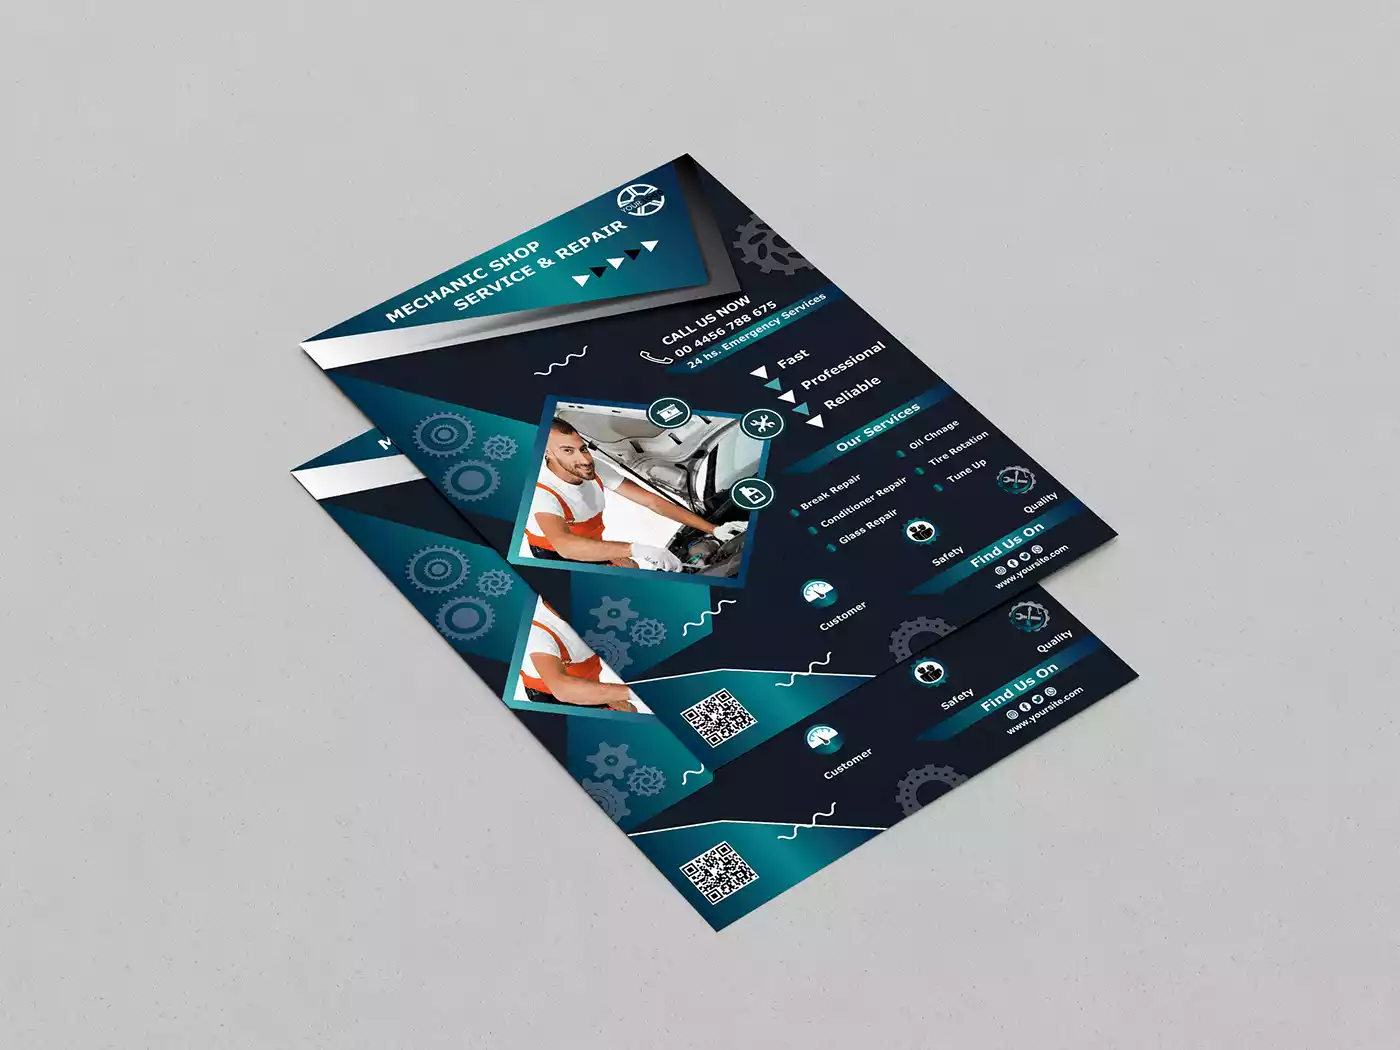 YOUR
MECHANIC SHOP
SERVICE & REPAIR
CALL US NOW
00 4456 788 675
24 hs. Emergency Services
Fast
Professional
Reliable
Our Services
Break Repair
Conditioner Repair
Glass Repair
Oil Chnage
Tire Rotation
Tune Up
Quality
Safety
Customer
Find Us On
www.yoursite.com
M
Quality
Safety
Customer
Find Us On
www.yoursite.com